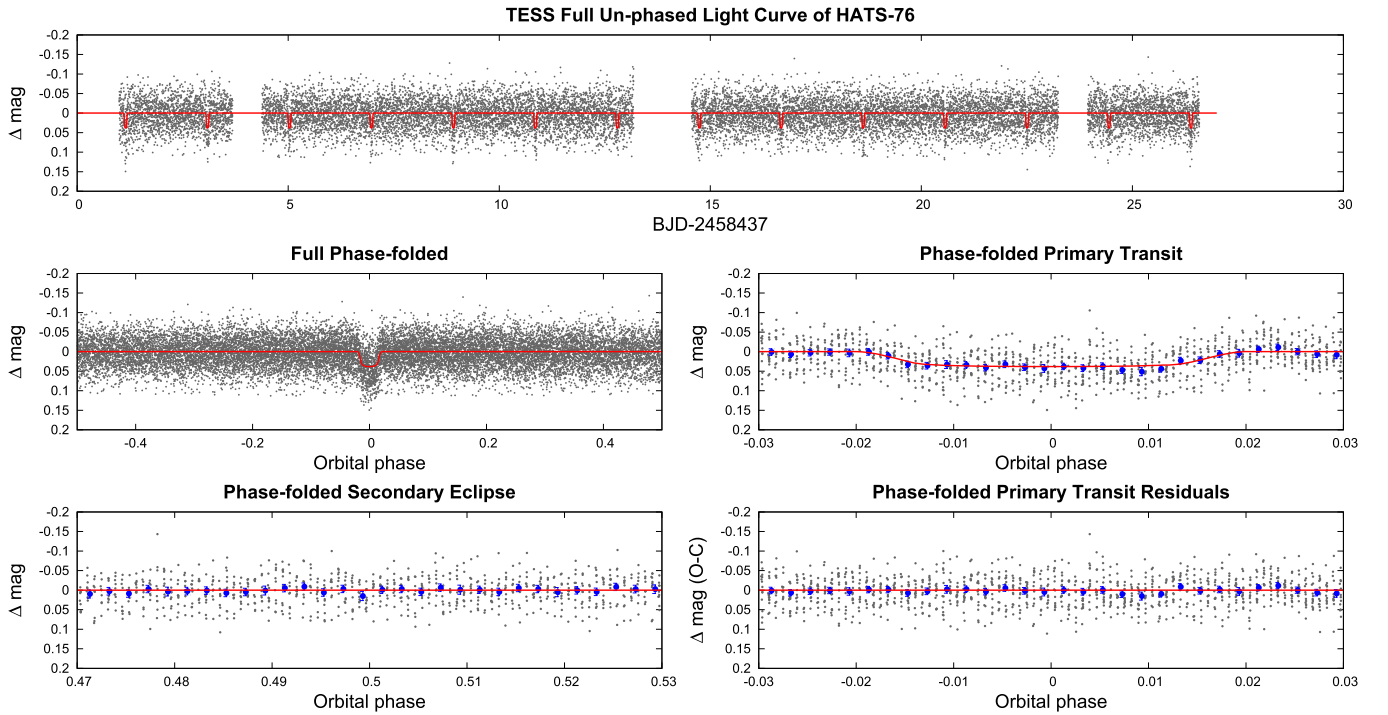 TESS Full Un-phased Light Curve of HATS-76
-0.2
-0.15
-0.1
-0.05
0
0.05
0.1
0.15
0.2
Δ mag
0 5 10 15 20 25 30
BJD-2458437
Full Phase-folded
-0.2
-0.15
-0.1
-0.05
0
0.05
0.1
0.15
0.2
Δ mag
-0.4 -0.2 0 0.2 0.4
Orbital phase
Phase-folded Primary Transit
-0.2
-0.15
-0.1
-0.05
0
0.05
0.1
0.15
0.2
Δ mag
-0.03 -0.02 -0.01 0 0.01 0.02 0.03
Orbital phase
Phase-folded Secondary Eclipse
-0.2
-0.15
-0.1
-0.05
0
0.05
0.1
0.15
0.2
Δ mag
0.47 0.48 0.49 0.5 0.51 0.52 0.53
Orbital phase
Phase-folded Primary Transit Residuals
-0.2
-0.15
-0.1
-0.05
0
0.05
0.1
0.15
0.2
Δ mag (O-C)
-0.03 -0.02 -0.01 0 0.01 0.02 0.03
Orbital phase